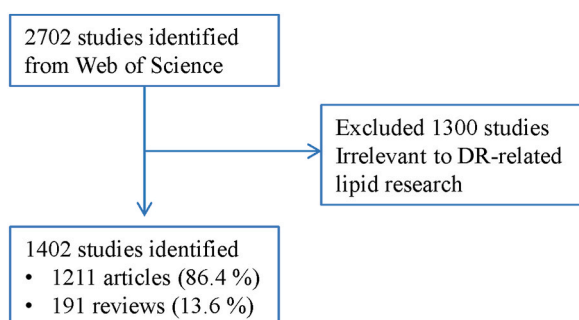 2702 studies identified
from Web of Science
Excluded 1300 studies
Irrelevant to DR-related
lipid research
1402 studies identified
• 1211 articles (86.4 %)
• 191 reviews (13.6 %)